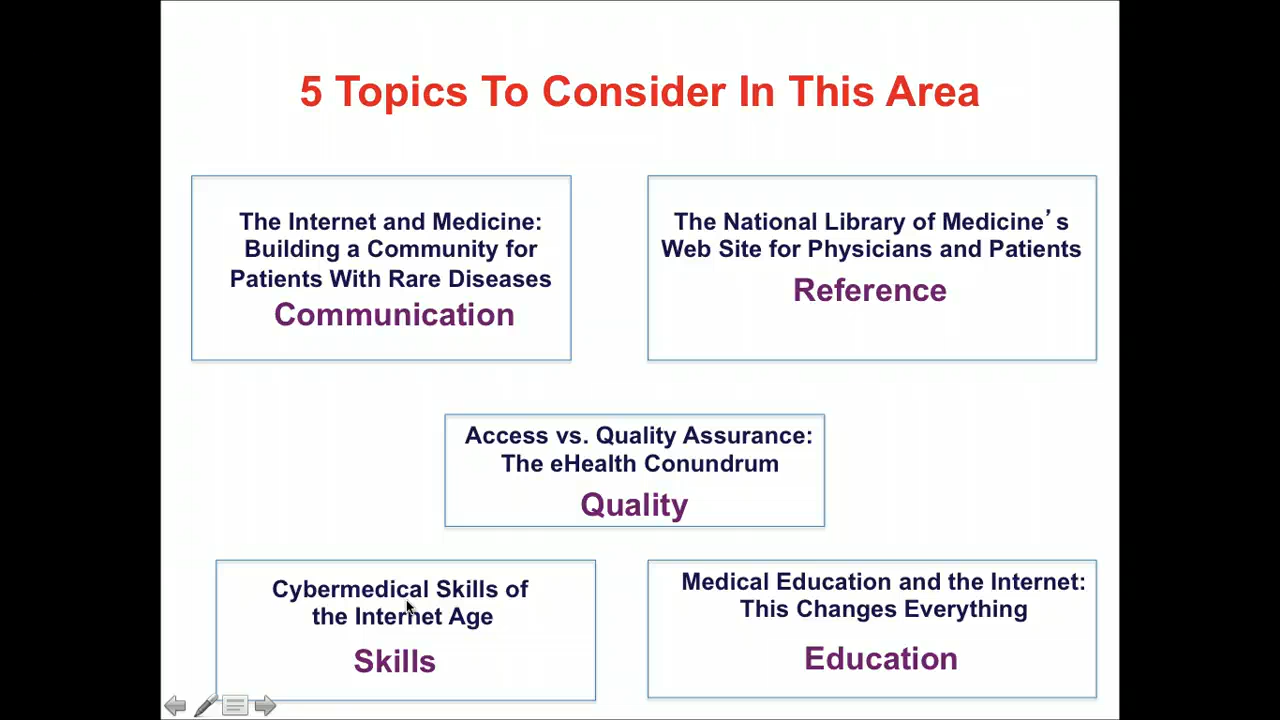 5 Topics To Consider In This Area
The Internet and Medicine:
Building a Community for
Patients With Rare Diseases
Communication
The National Library of Medicine’s
Web Site for Physicians and Patients
Reference
Access vs. Quality Assurance:
The eHealth Conundrum
Quality
Cybermedical Skills of
the Internet Age
Skills
Medical Education and the Internet:
This Changes Everything
Education